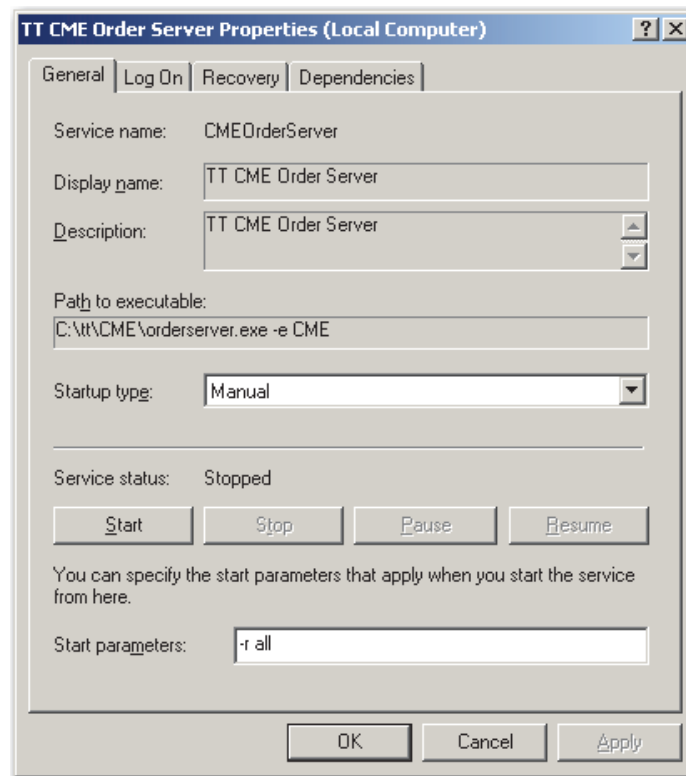 TT CME Order Server Properties (Local Computer)
General Log On Recovery Dependencies
Service name: CMEOrderServer
Display name: TT CME Order Server
Description: TT CME Order Server
Path to executable:
C:\tt\CME\orderserver.exe -e CME
Startup type: Manual
Service status: Stopped
Start Stop Pause Resume
You can specify the start parameters that apply when you start the service
from here.
Start parameters: -r all
OK Cancel Apply